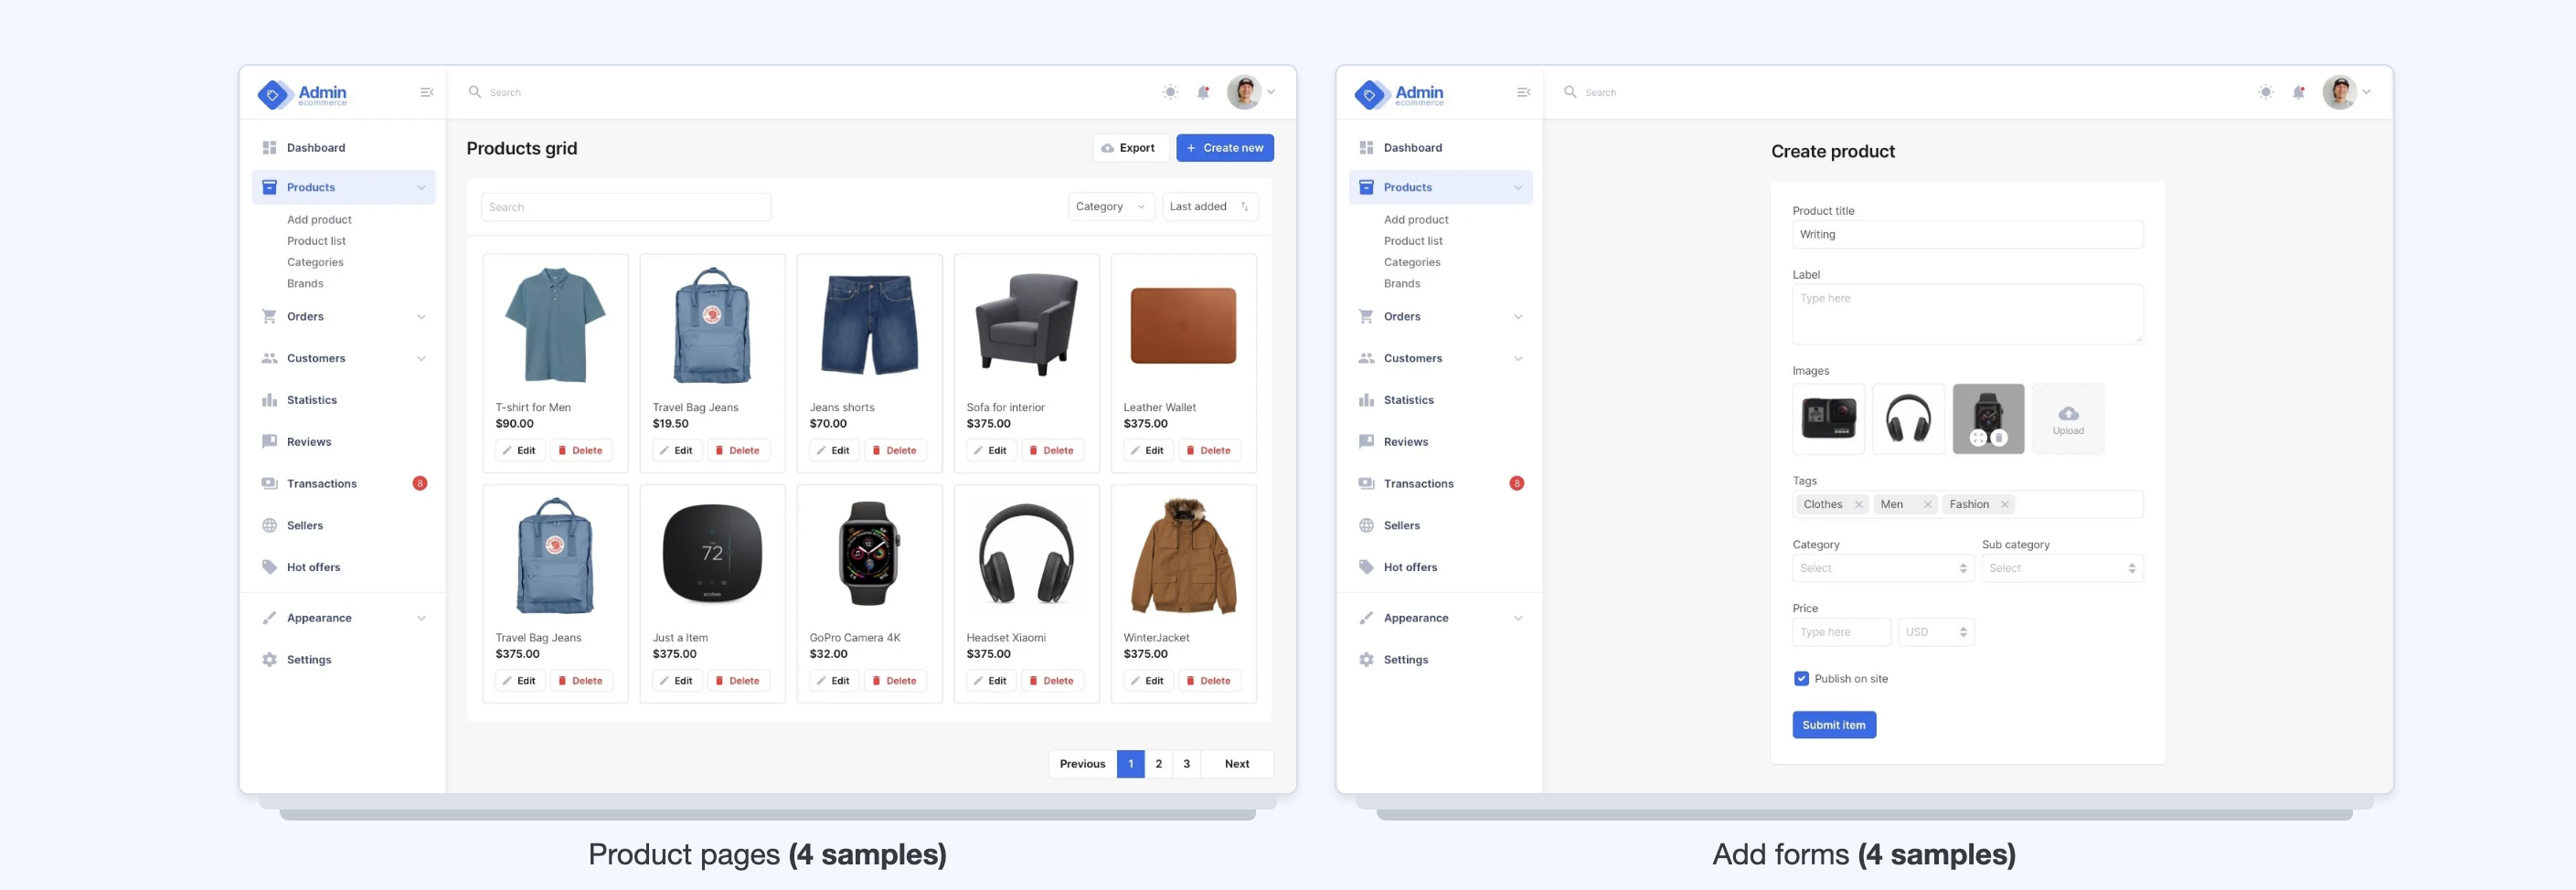 Admin
ecommerce
Search
Dashboard
Products
Add product
Product list
Categories
Brands
Orders
Customers
Statistics
Reviews
Transactions 8
Sellers
Hot offers
Appearance
Settings
Products grid
Export
+ Create new
Search
Category
Last added
T-shirt for Men
$90.00
Edit Delete
Travel Bag Jeans
$19.50
Edit Delete
Jeans shorts
$70.00
Edit Delete
Sofa for interior
$375.00
Edit Delete
Leather Wallet
$375.00
Edit Delete
72
ecobee
Travel Bag Jeans
$375.00
Edit Delete
Just a Item
$375.00
Edit Delete
GoPro Camera 4K
$32.00
Edit Delete
Headset Xiaomi
$375.00
Edit Delete
WinterJacket
$375.00
Edit Delete
Previous 1 2 3 Next
Product pages (4 samples)
Admin
ecommerce
Search
Dashboard
Products
Add product
Product list
Categories
Brands
Orders
Customers
Statistics
Reviews
Transactions 8
Sellers
Hot offers
Appearance
Settings
Create product
Product title
Writing
Label
Type here
Images
Upload
Tags
Clothes Men Fashion
Category Sub category
Select Select
Price
Type here USD
Publish on site
Submit item
Add forms (4 samples)